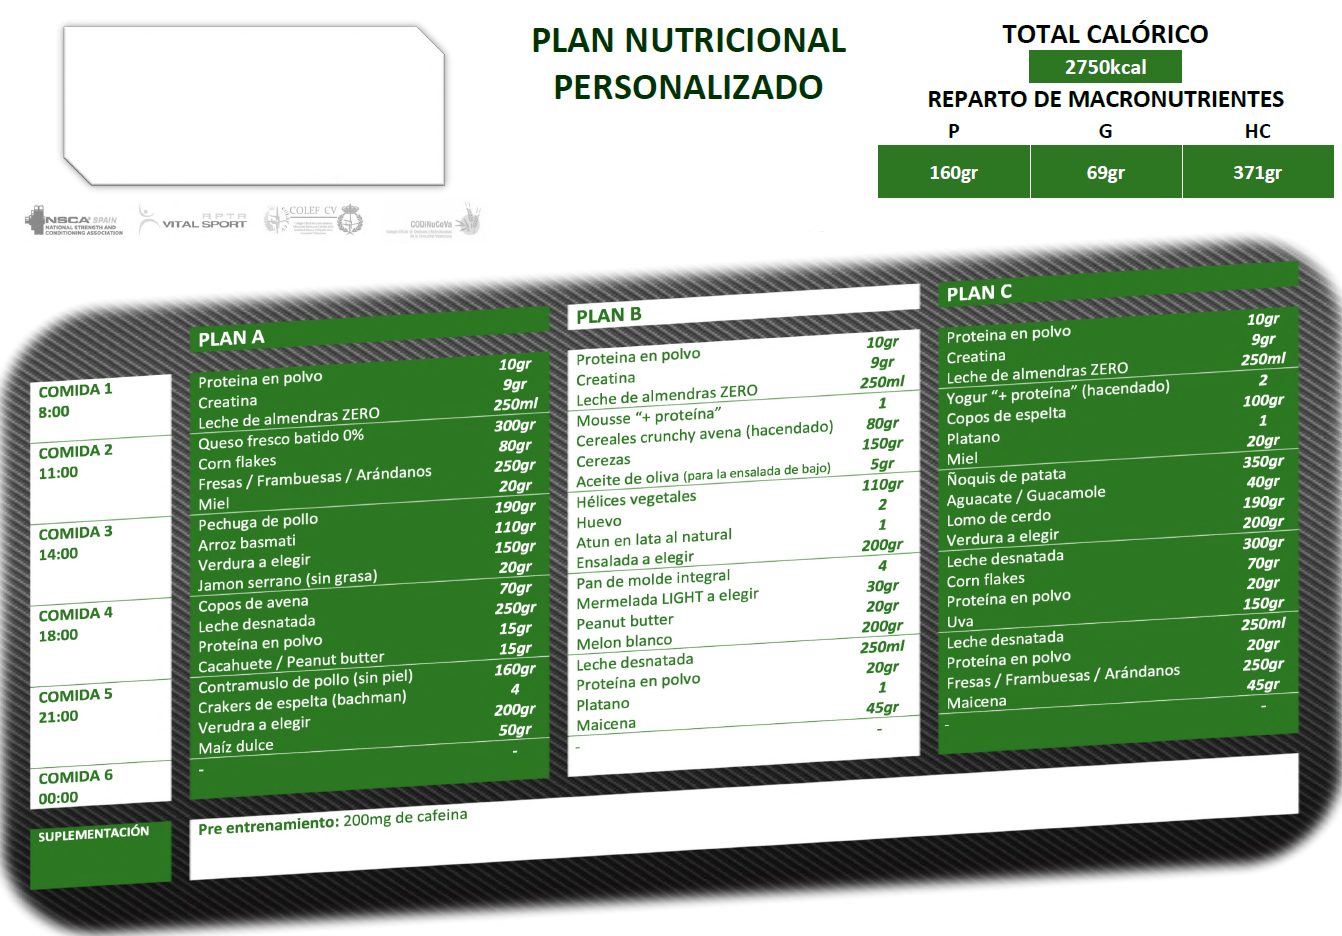 PLAN NUTRICIONAL
PERSONALIZADO
TOTAL CALÓRICO
2750kcal
REPARTO DE MACRONUTRIENTES
P G HC
160gr 69gr 371gr
NSCA SPAIN
NATIONAL STRENGTH AND
CONDITIONING ASSOCIATION
APTA
VITAL SPORT
COLEF CV
CODiNuCoVa
PLAN A
COMIDA 1
8:00
Proteina en polvo 10gr
Creatina 9gr
Leche de almendras ZERO 250ml
COMIDA 2
11:00
Queso fresco batido 0% 300gr
Corn flakes 80gr
Fresas / Frambuesas / Arándanos 250gr
Miel 20gr
COMIDA 3
14:00
Pechuga de pollo 190gr
Arroz basmati 110gr
Verdura a elegir 150gr
Jamon serrano (sin grasa) 20gr
COMIDA 4
18:00
Copos de avena 70gr
Leche desnatada 250gr
Proteína en polvo 15gr
Cacahuete / Peanut butter 15gr
COMIDA 5
21:00
Contramuslo de pollo (sin piel) 160gr
Crakers de espelta (bachman) 4
Verudra a elegir 200gr
Maíz dulce 50gr
COMIDA 6
00:00
- -
PLAN B
Proteina en polvo 10gr
Creatina 9gr
Leche de almendras ZERO 250ml
Mousse “+ proteína” 1
Cereales crunchy avena (hacendado) 80gr
Cerezas 150gr
Aceite de oliva (para la ensalada de bajo) 5gr
Hélices vegetales 110gr
Huevo 2
Atun en lata al natural 1
Ensalada a elegir 200gr
Pan de molde integral 4
Mermelada LIGHT a elegir 30gr
Peanut butter 20gr
Melon blanco 200gr
Leche desnatada 250ml
Proteína en polvo 20gr
Platano 1
Maicena 45gr
- -
PLAN C
Proteina en polvo 10gr
Creatina 9gr
Leche de almendras ZERO 250ml
Yogur “+ proteína” (hacendado) 2
Copos de espelta 100gr
Platano 1
Miel 20gr
Ñoquis de patata 350gr
Aguacate / Guacamole 40gr
Lomo de cerdo 190gr
Verdura a elegir 200gr
Leche desnatada 300gr
Corn flakes 70gr
Proteína en polvo 20gr
Uva 150gr
Leche desnatada 250ml
Proteína en polvo 20gr
Fresas / Frambuesas / Arándanos 250gr
Maicena 45gr
- -
SUPLEMENTACIÓN
Pre entrenamiento: 200mg de cafeina